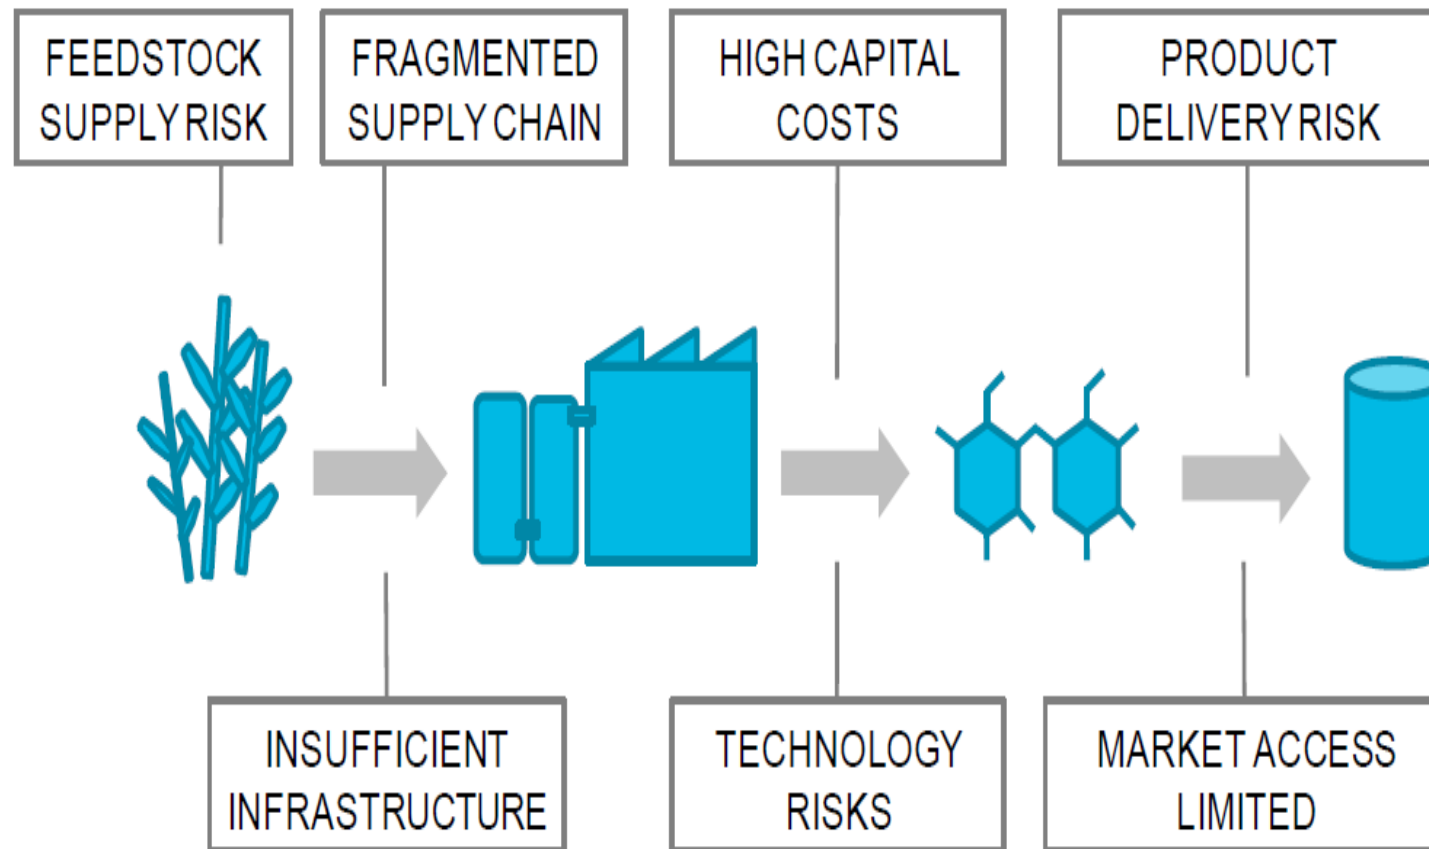 FEEDSTOCK
SUPPLY RISK
FRAGMENTED
SUPPLY CHAIN
HIGH CAPITAL
COSTS
PRODUCT
DELIVERY RISK
INSUFFICIENT
INFRASTRUCTURE
TECHNOLOGY
RISKS
MARKET ACCESS
LIMITED